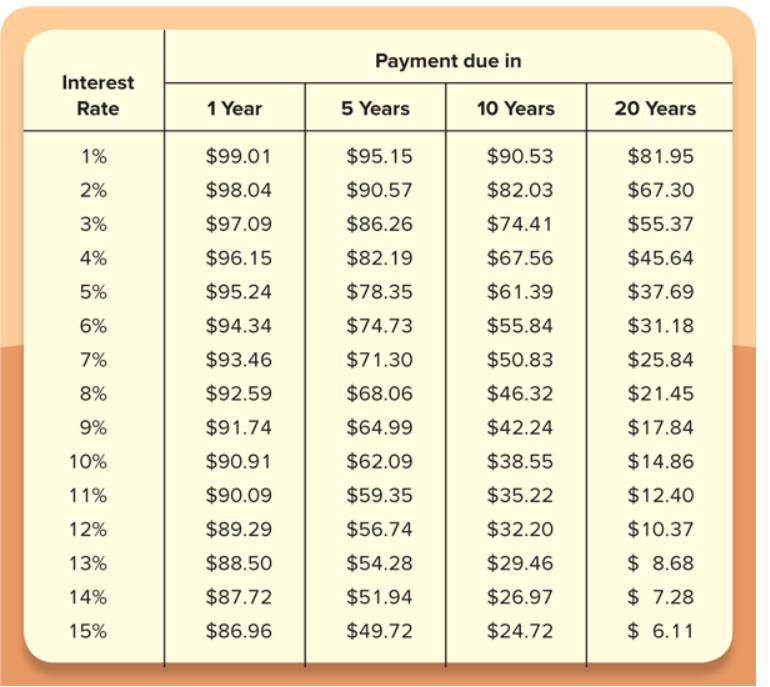 Payment due in
Interest Rate 1 Year 5 Years 10 Years 20 Years
1% $99.01 $95.15 $90.53 $81.95
2% $98.04 $90.57 $82.03 $67.30
3% $97.09 $86.26 $74.41 $55.37
4% $96.15 $82.19 $67.56 $45.64
5% $95.24 $78.35 $61.39 $37.69
6% $94.34 $74.73 $55.84 $31.18
7% $93.46 $71.30 $50.83 $25.84
8% $92.59 $68.06 $46.32 $21.45
9% $91.74 $64.99 $42.24 $17.84
10% $90.91 $62.09 $38.55 $14.86
11% $90.09 $59.35 $35.22 $12.40
12% $89.29 $56.74 $32.20 $10.37
13% $88.50 $54.28 $29.46 $ 8.68
14% $87.72 $51.94 $26.97 $ 7.28
15% $86.96 $49.72 $24.72 $ 6.11